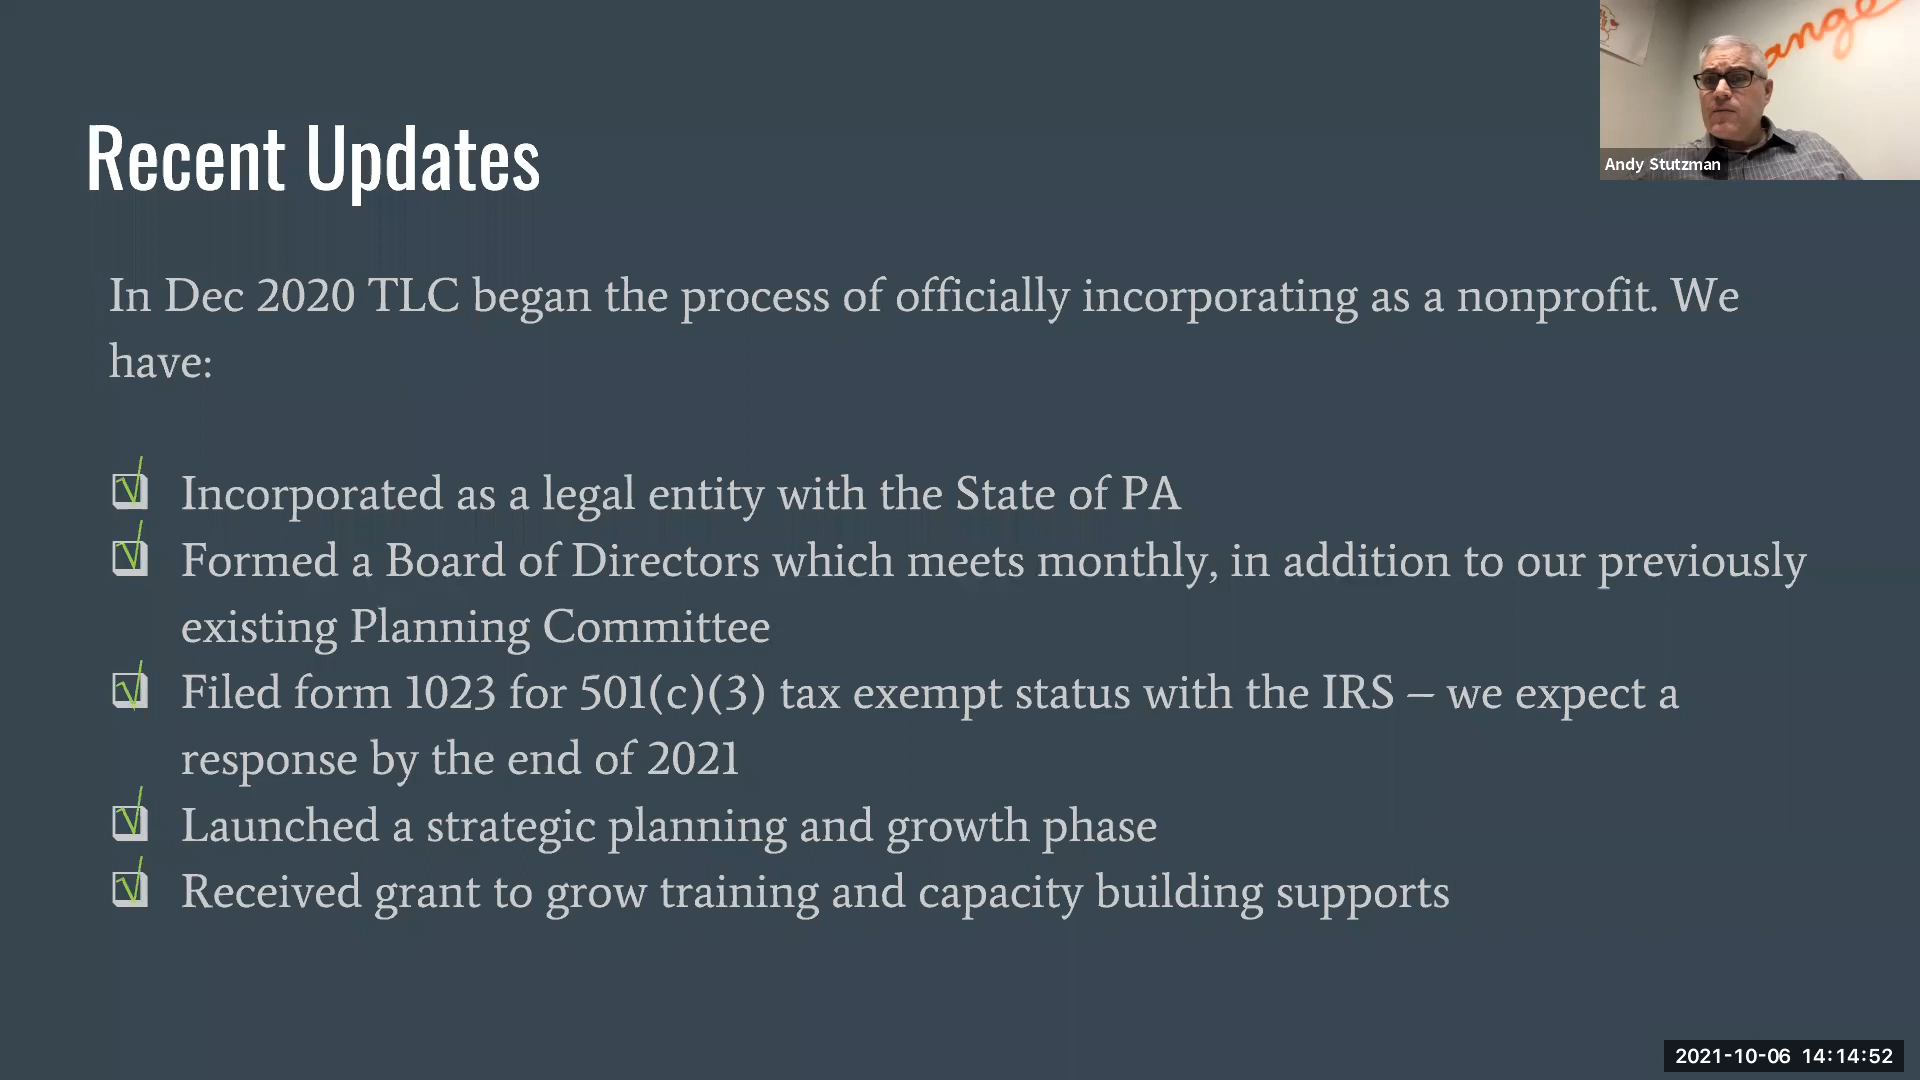 ange
Andy Stutzman
Recent Updates
In Dec 2020 TLC began the process of officially incorporating as a nonprofit. We
have:
Incorporated as a legal entity with the State of PA
Formed a Board of Directors which meets monthly, in addition to our previously
existing Planning Committee
Filed form 1023 for 501(c)(3) tax exempt status with the IRS – we expect a
response by the end of 2021
Launched a strategic planning and growth phase
Received grant to grow training and capacity building supports
2021-10-06 14:14:52